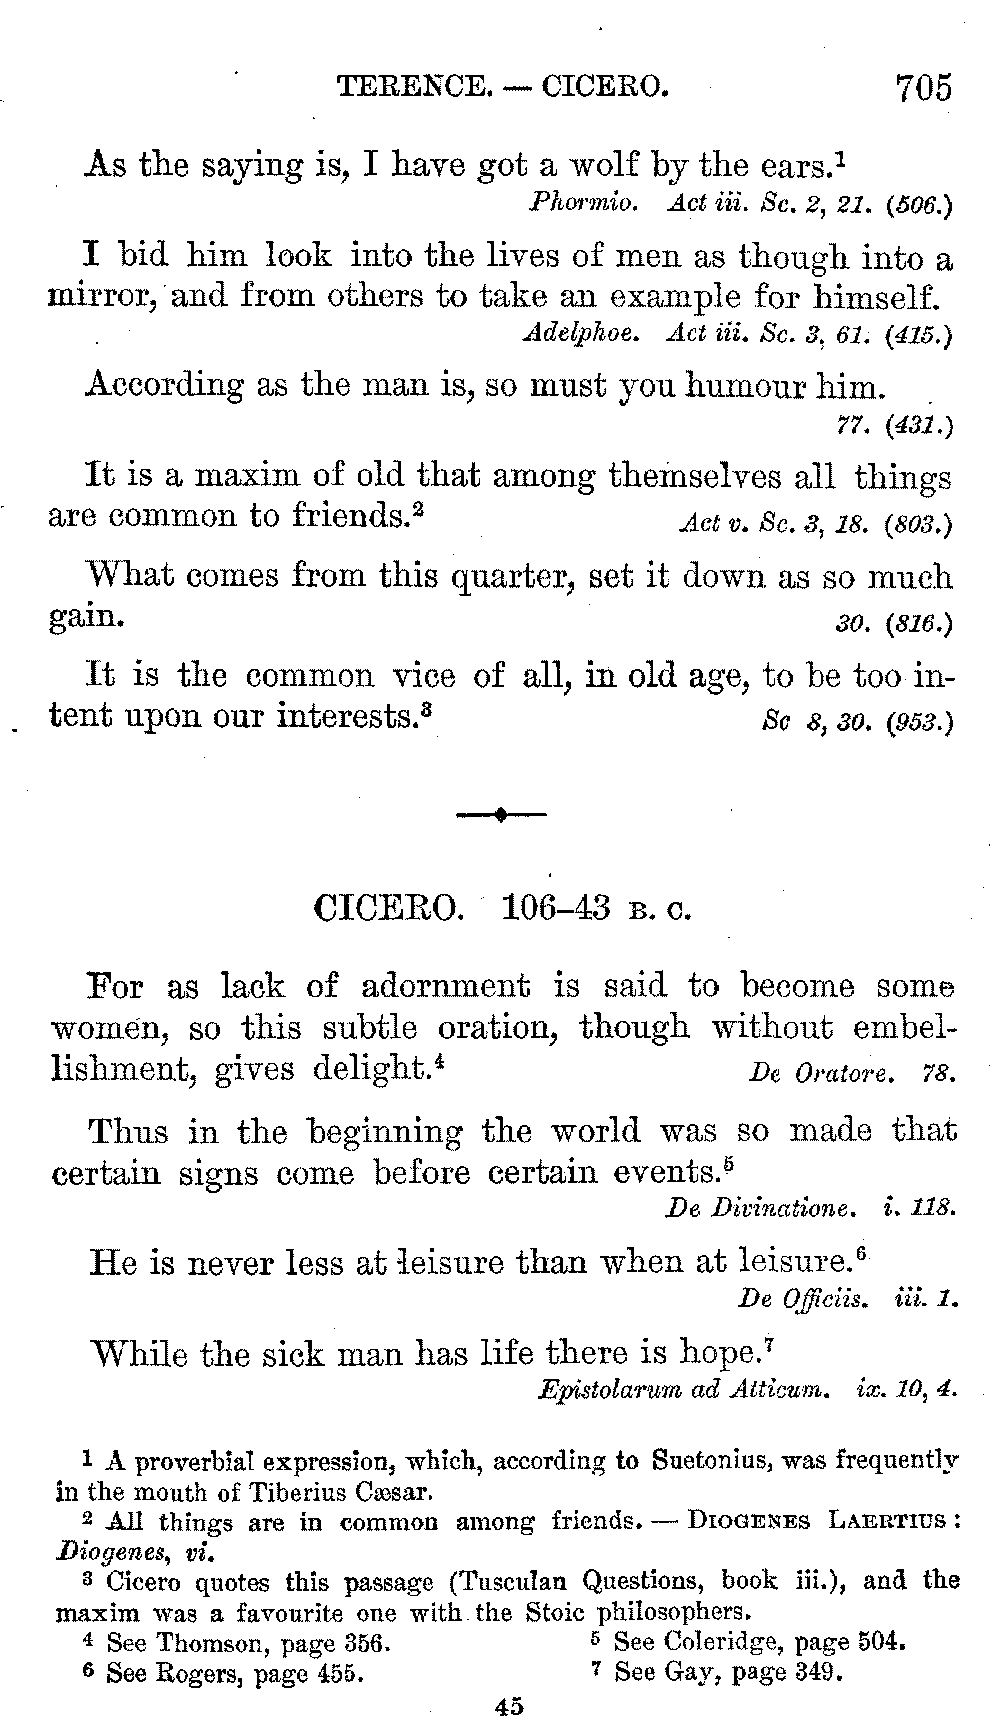 TERENCE. — CICERO. 705
As the saying is, I have got a wolf by the ears.¹
Phormio. Act iii. Sc. 2, 21. (506.)
I bid him look into the lives of men as though into a
mirror, and from others to take an example for himself.
Adelphoe. Act iii. Sc. 3, 61. (415.)
According as the man is, so must you humour him.
77. (431.)
It is a maxim of old that among themselves all things
are common to friends.² Act v. Sc. 3, 18. (803.)
What comes from this quarter, set it down as so much
gain. 30. (816.)
It is the common vice of all, in old age, to be too in-
tent upon our interests.³ Sc 8, 30. (953.)
CICERO. 106–43 B. C.
For as lack of adornment is said to become some
women, so this subtle oration, though without embel-
lishment, gives delight.⁴ De Oratore. 78.
Thus in the beginning the world was so made that
certain signs come before certain events.⁵
De Divinatione. i. 118.
He is never less at leisure than when at leisure.⁶
De Officiis. iii. 1.
While the sick man has life there is hope.⁷
Epistolarum ad Atticum. ix. 10, 4.
1 A proverbial expression, which, according to Suetonius, was frequently
in the mouth of Tiberius Cæsar.
2 All things are in common among friends. — DIOGENES LAERTIUS:
Diogenes, vi.
3 Cicero quotes this passage (Tusculan Questions, book iii.), and the
maxim was a favourite one with the Stoic philosophers.
4 See Thomson, page 356. 5 See Coleridge, page 504.
6 See Rogers, page 455. 7 See Gay, page 349.
45